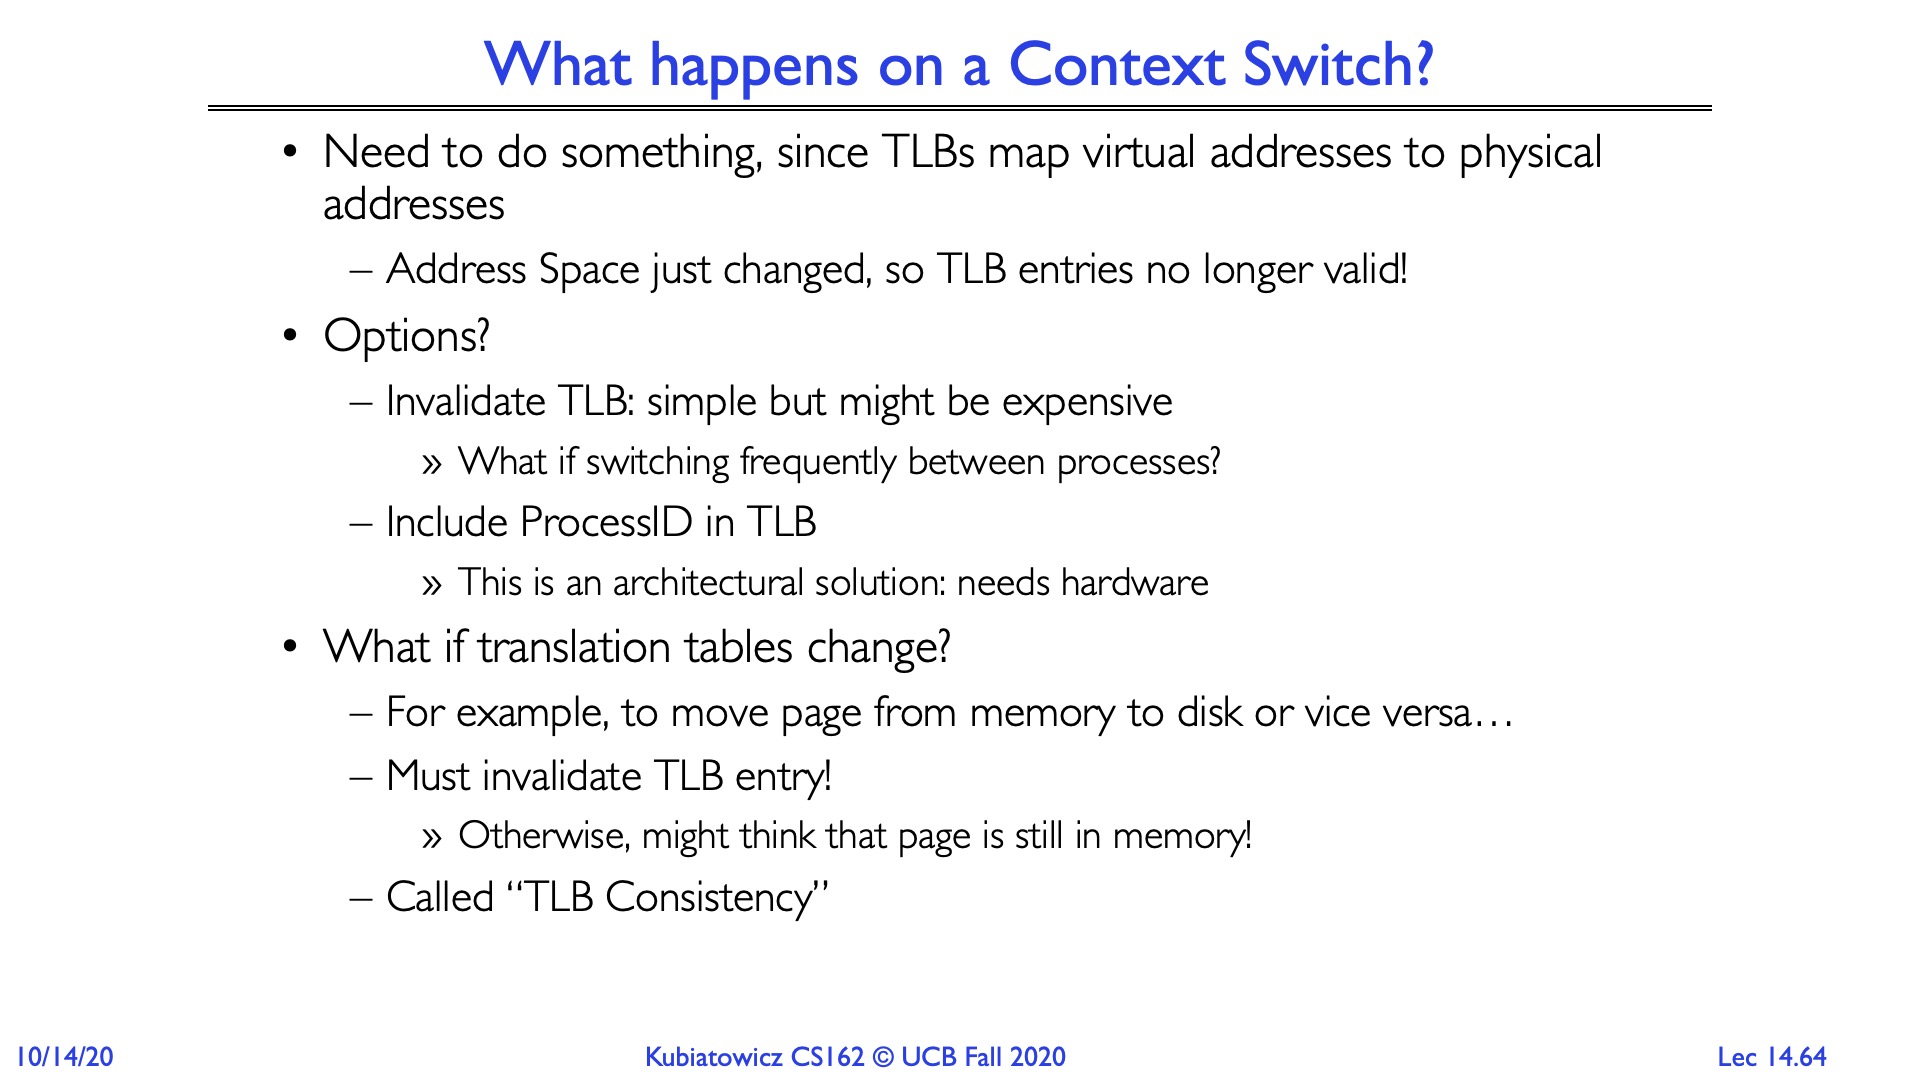 What happens on a Context Switch?
• Need to do something, since TLBs map virtual addresses to physical
addresses
– Address Space just changed, so TLB entries no longer valid!
• Options?
– Invalidate TLB: simple but might be expensive
» What if switching frequently between processes?
– Include ProcessID in TLB
» This is an architectural solution: needs hardware
• What if translation tables change?
– For example, to move page from memory to disk or vice versa…
– Must invalidate TLB entry!
» Otherwise, might think that page is still in memory!
– Called “TLB Consistency”
10/14/20 Kubiatowicz CS162 © UCB Fall 2020 Lec 14.64